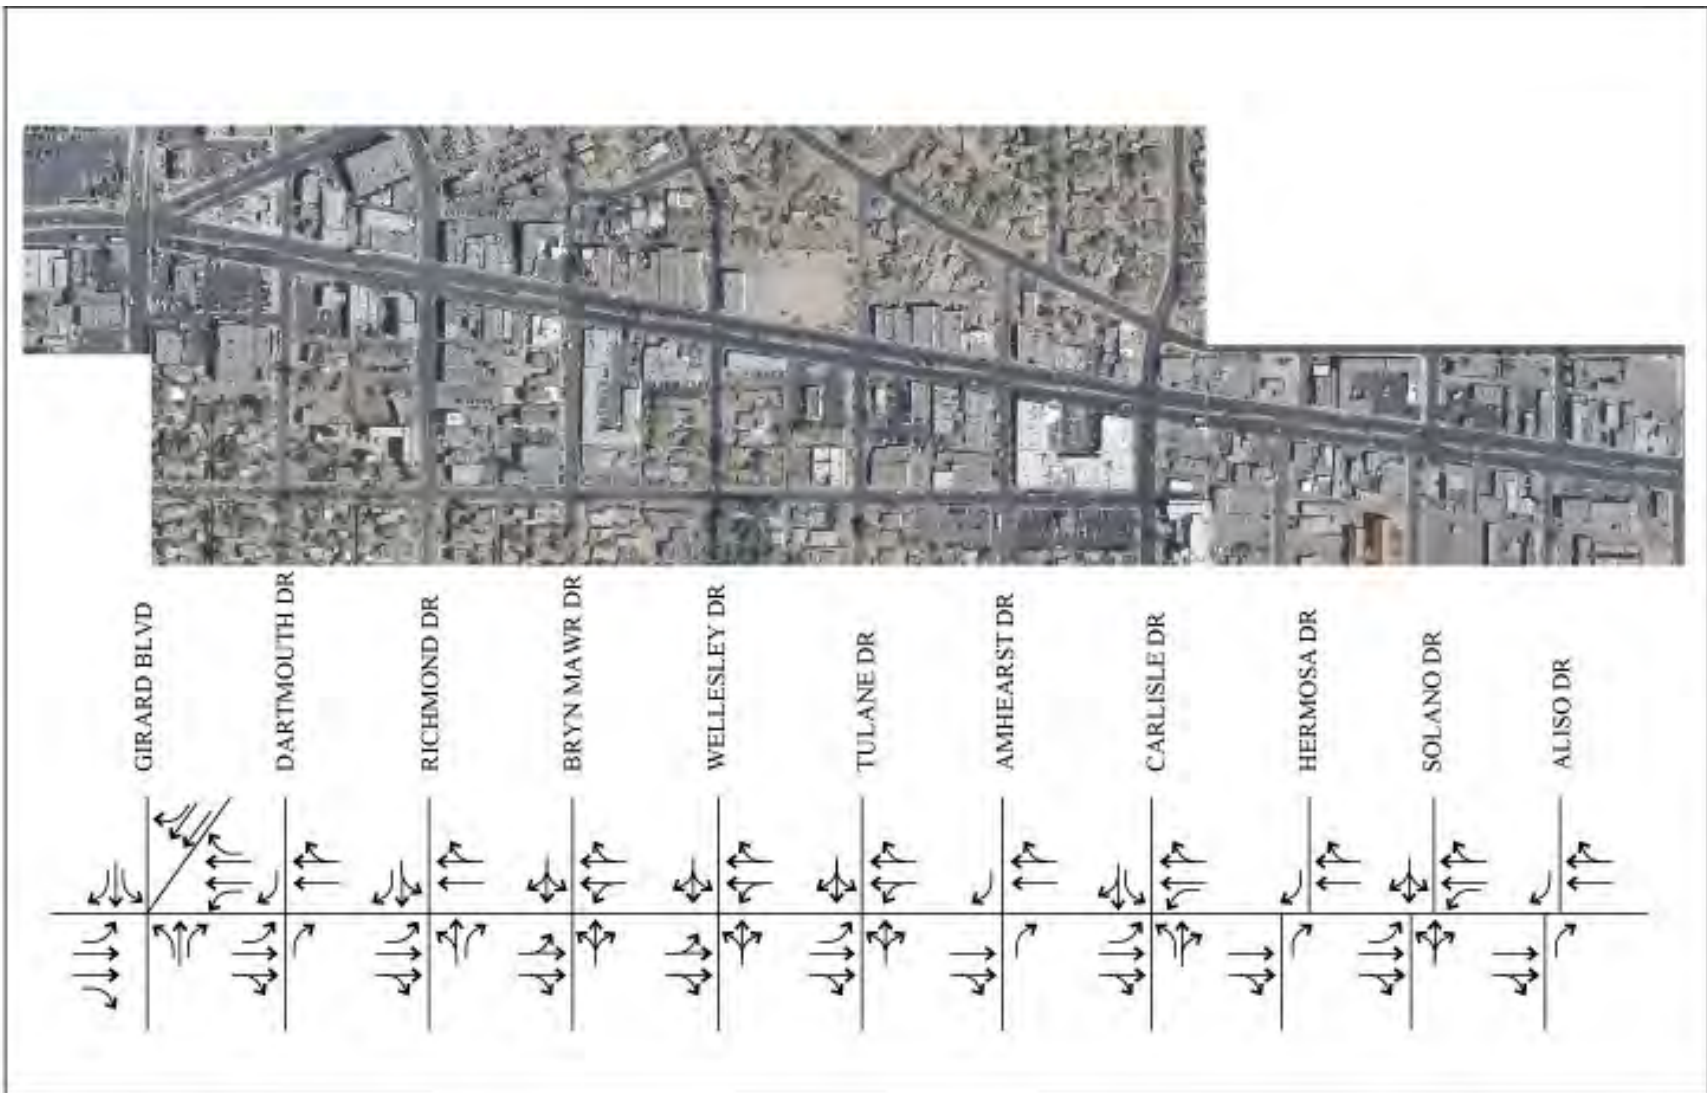 GIRARD BLVD
DARTMOUTH DR
RICHMOND DR
BRYN MAWR DR
WELLESLEY DR
TULANE DR
AMHEARST DR
CARLISLE DR
HERMOSA DR
SOLANO DR
ALISO DR